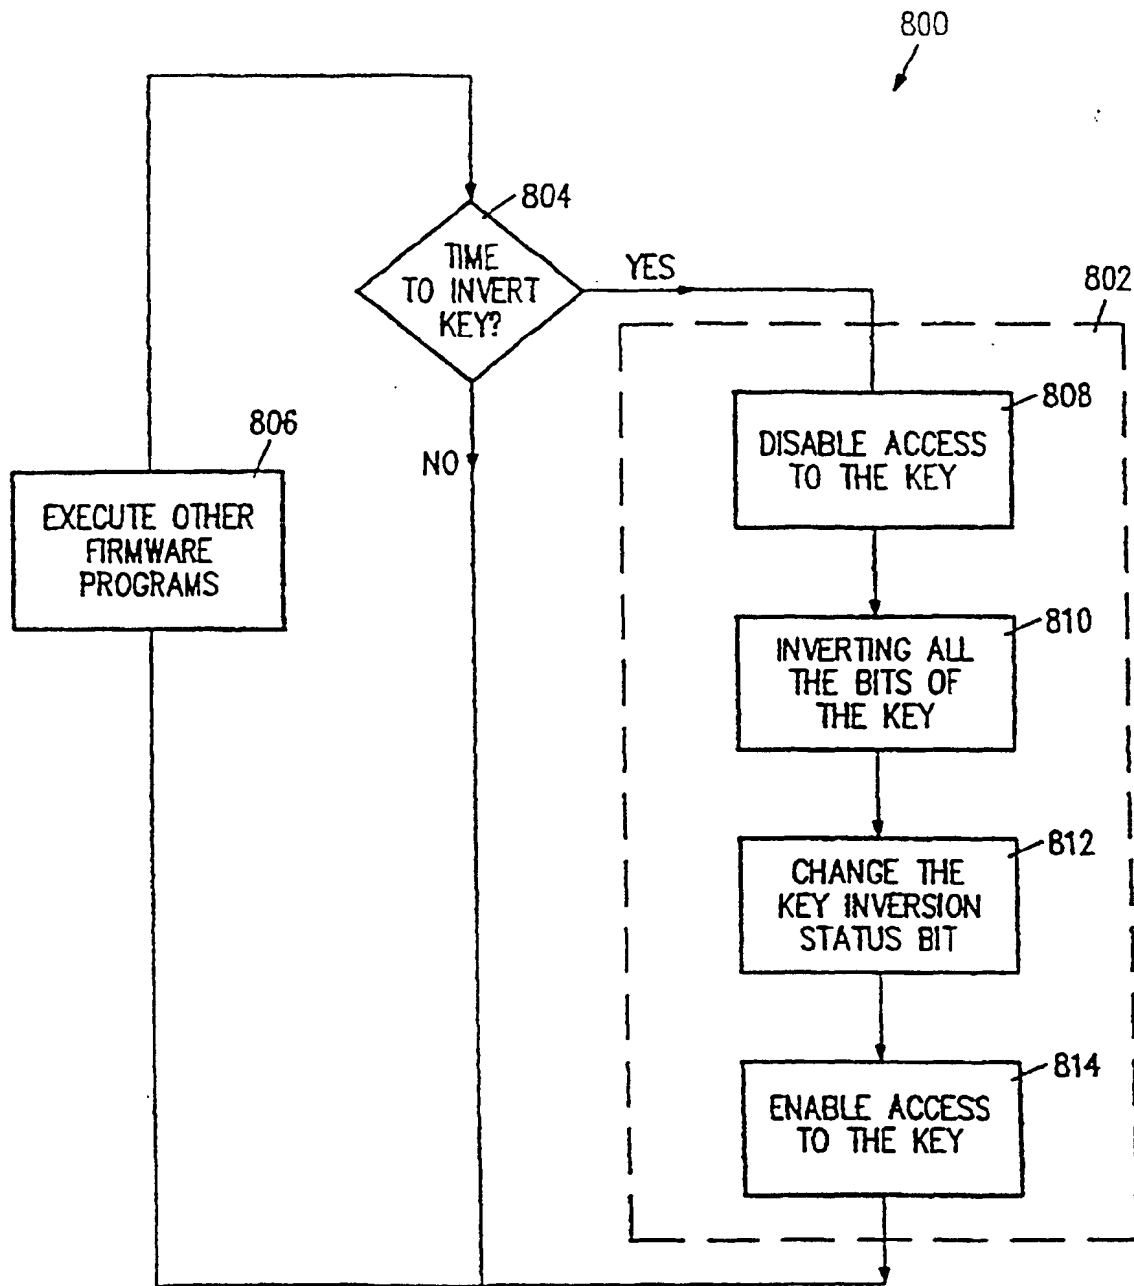 800
804
TIME
TO INVERT
KEY?
YES
802
808
DISABLE ACCESS
TO THE KEY
806
NO
EXECUTE OTHER
FIRMWARE
PROGRAMS
810
INVERTING ALL
THE BITS OF
THE KEY
812
CHANGE THE
KEY INVERSION
STATUS BIT
814
ENABLE ACCESS
TO THE KEY